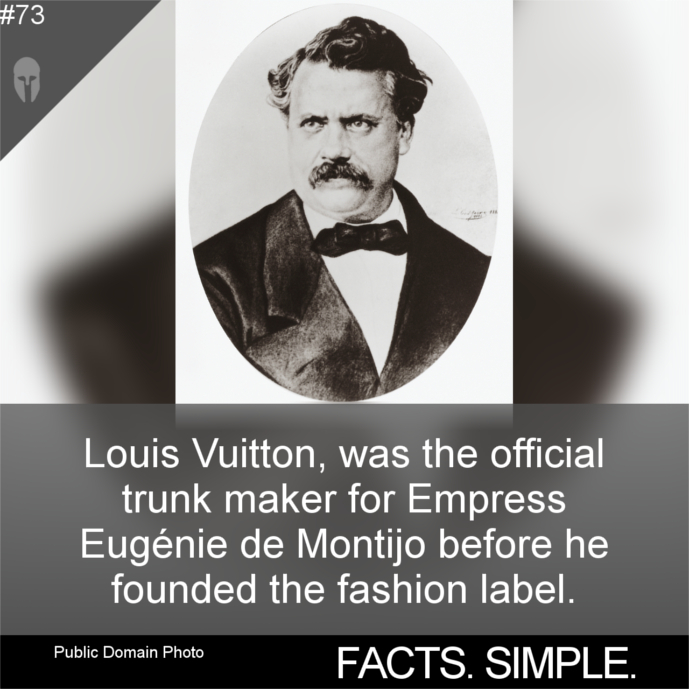 #73
Louis Vuitton, was the official
trunk maker for Empress
Eugénie de Montijo before he
founded the fashion label.
Public Domain Photo
FACTS. SIMPLE.